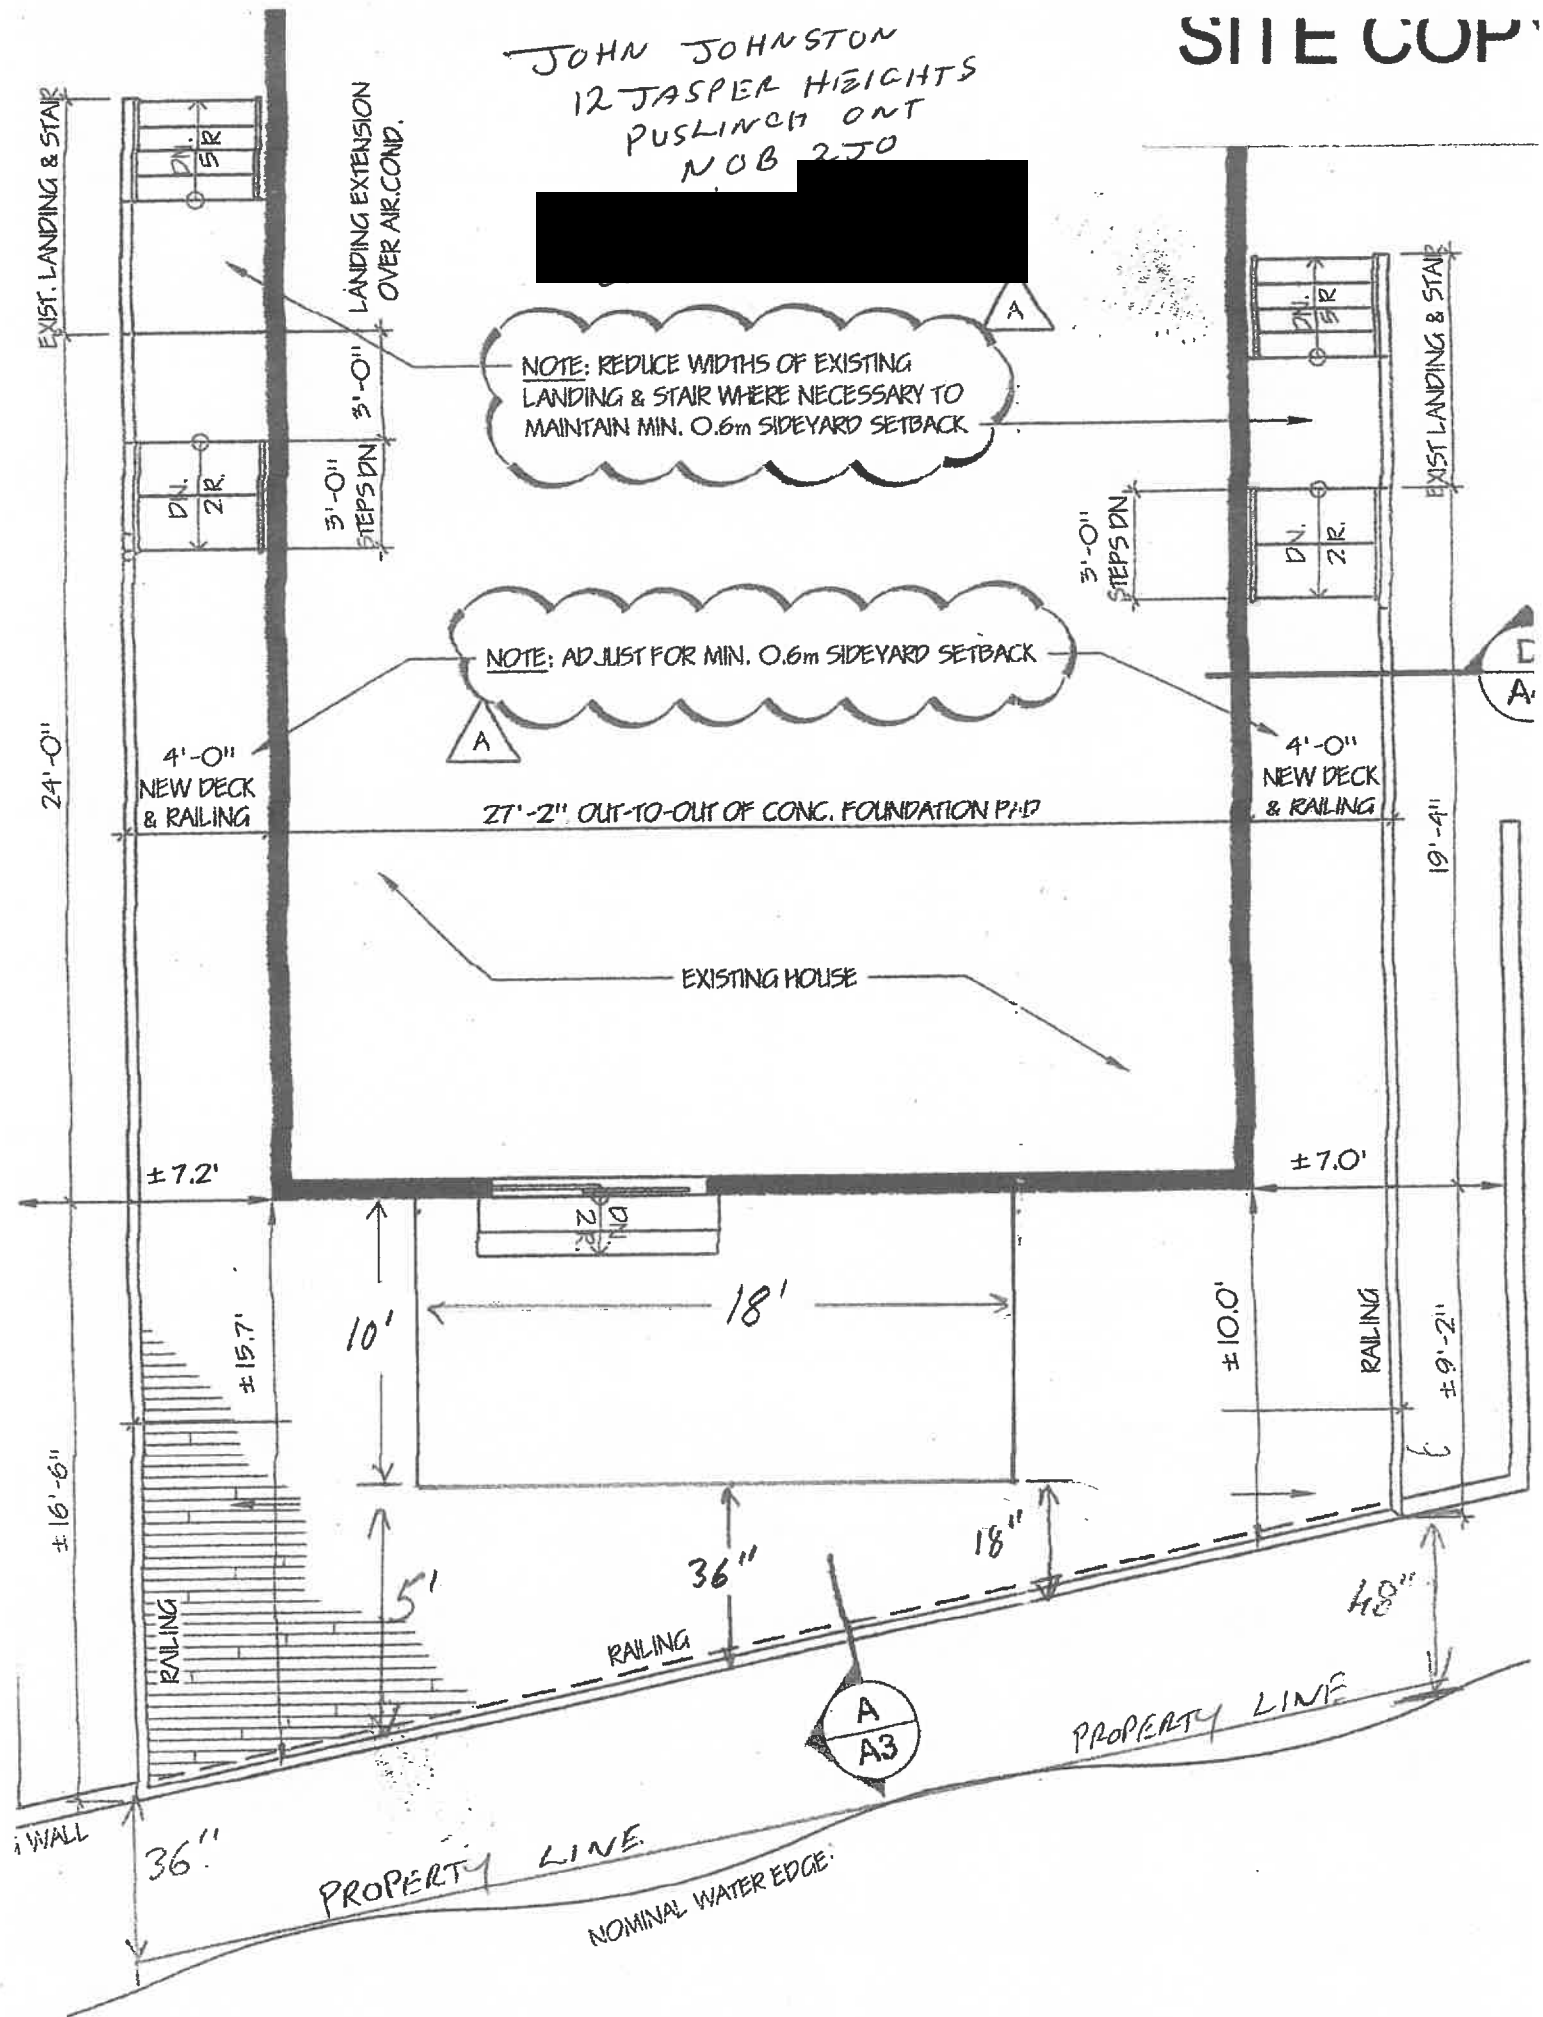 SITE COPY
JOHN JOHNSTON
12 JASPER HEIGHTS
PUSLINCH ONT
N0B 2J0
EXIST. LANDING & STAIR
DN.
5 R
LANDING EXTENSION
OVER AIR.COND.
3'-0"
3'-0"
STEPS DN
DN.
2 R.
A
NOTE: REDUCE WIDTHS OF EXISTING
LANDING & STAIR WHERE NECESSARY TO
MAINTAIN MIN. 0.6m SIDEYARD SETBACK
DN.
5 R
EXIST LANDING & STAIR
3'-0"
STEPS DN
DN.
2 R.
NOTE: ADJUST FOR MIN. 0.6m SIDEYARD SETBACK
A
D
24'-0"
4'-0"
NEW DECK
& RAILING
27'-2" OUT-TO-OUT OF CONC. FOUNDATION PAD
4'-0"
NEW DECK
& RAILING
19'-4"
EXISTING HOUSE
±7.2'
±7.0'
DN.
2 R.
±15.7'
10'
18'
±10.0'
RAILING
±9'-2"
±16'-6"
5'
36"
18"
48"
RAILING
RAILING
A
A3
PROPERTY LINE
WALL
36"
PROPERTY LINE
NOMINAL WATER EDGE.